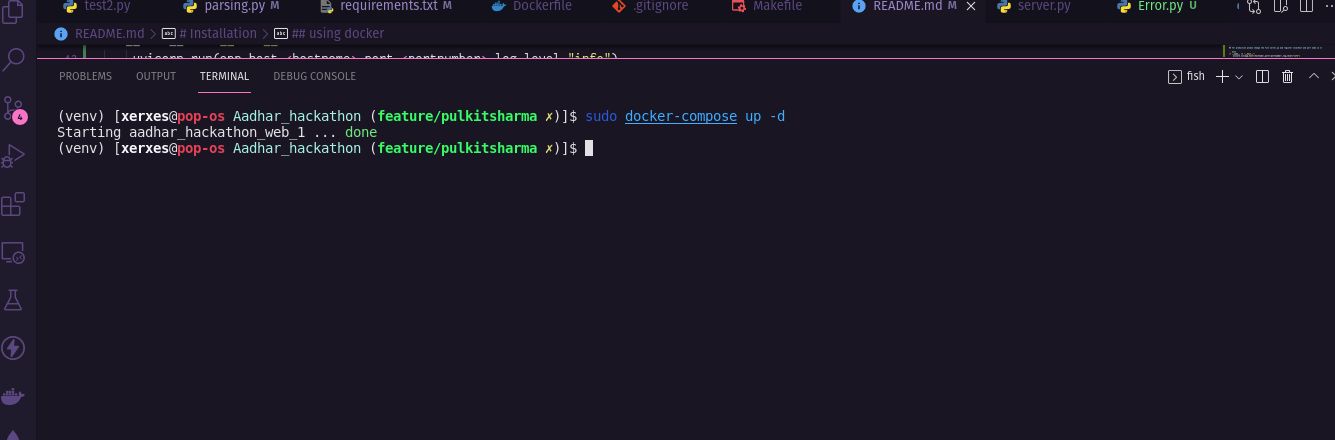 test2.py parsing.py M requirements.txt M Dockerfile .gitignore Makefile README.md M server.py Error.py U
README.md > # Installation > ## using docker
uvicorn.run(app,host=<hostname>,port=<portnumber>,log_level="info")
PROBLEMS OUTPUT TERMINAL DEBUG CONSOLE fish
(venv) [xerxes@pop-os Aadhar_hackathon (feature/pulkitsharma ✗)]$ sudo docker-compose up -d
4
Starting aadhar_hackathon_web_1 ... done
(venv) [xerxes@pop-os Aadhar_hackathon (feature/pulkitsharma ✗)]$